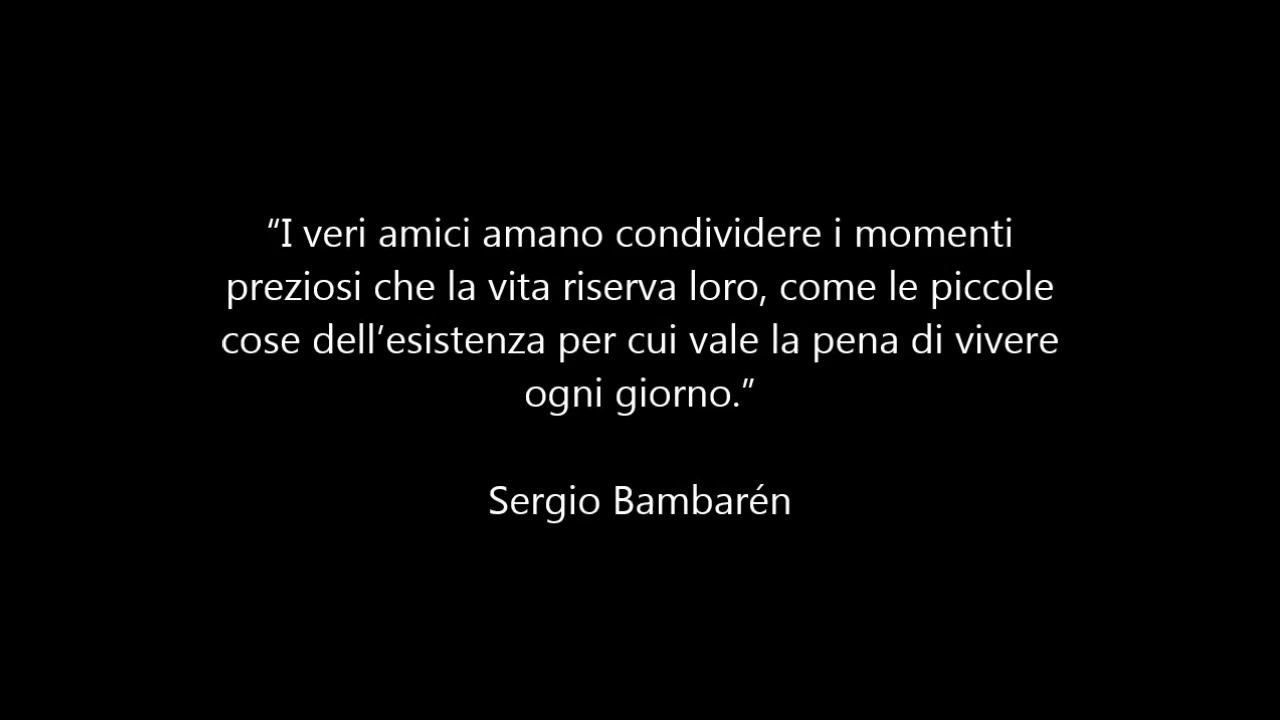 “I veri amici amano condividere i momenti
preziosi che la vita riserva loro, come le piccole
cose dell’esistenza per cui vale la pena di vivere
ogni giorno.”
Sergio Bambarén